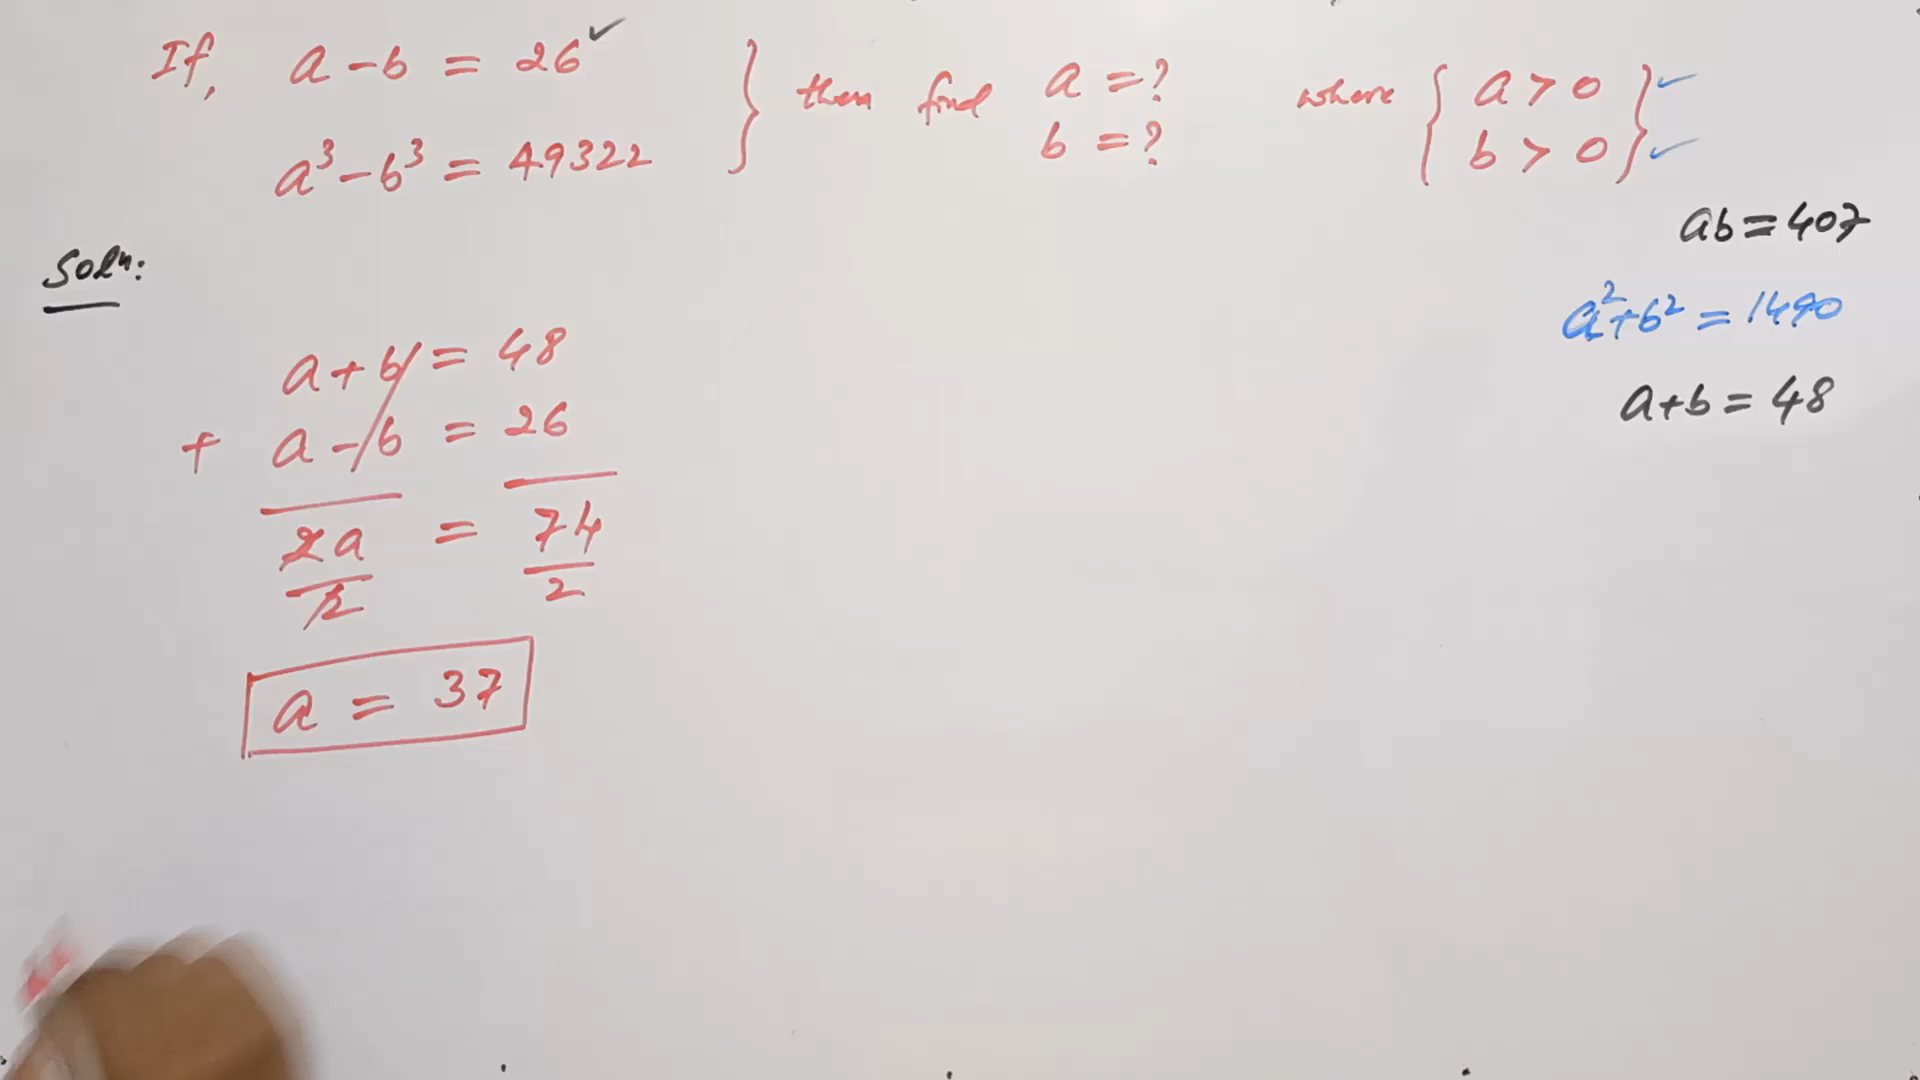 If, a - b = 26 ✓ } then find a = ? where { a > 0 } ✓
a³ - b³ = 49322 b = ? b > 0 ✓
ab = 407
Solⁿ:
a² + b² = 1490
a + b = 48
a + b = 48
+ a - b = 26
2a = 74
2 2
a = 37